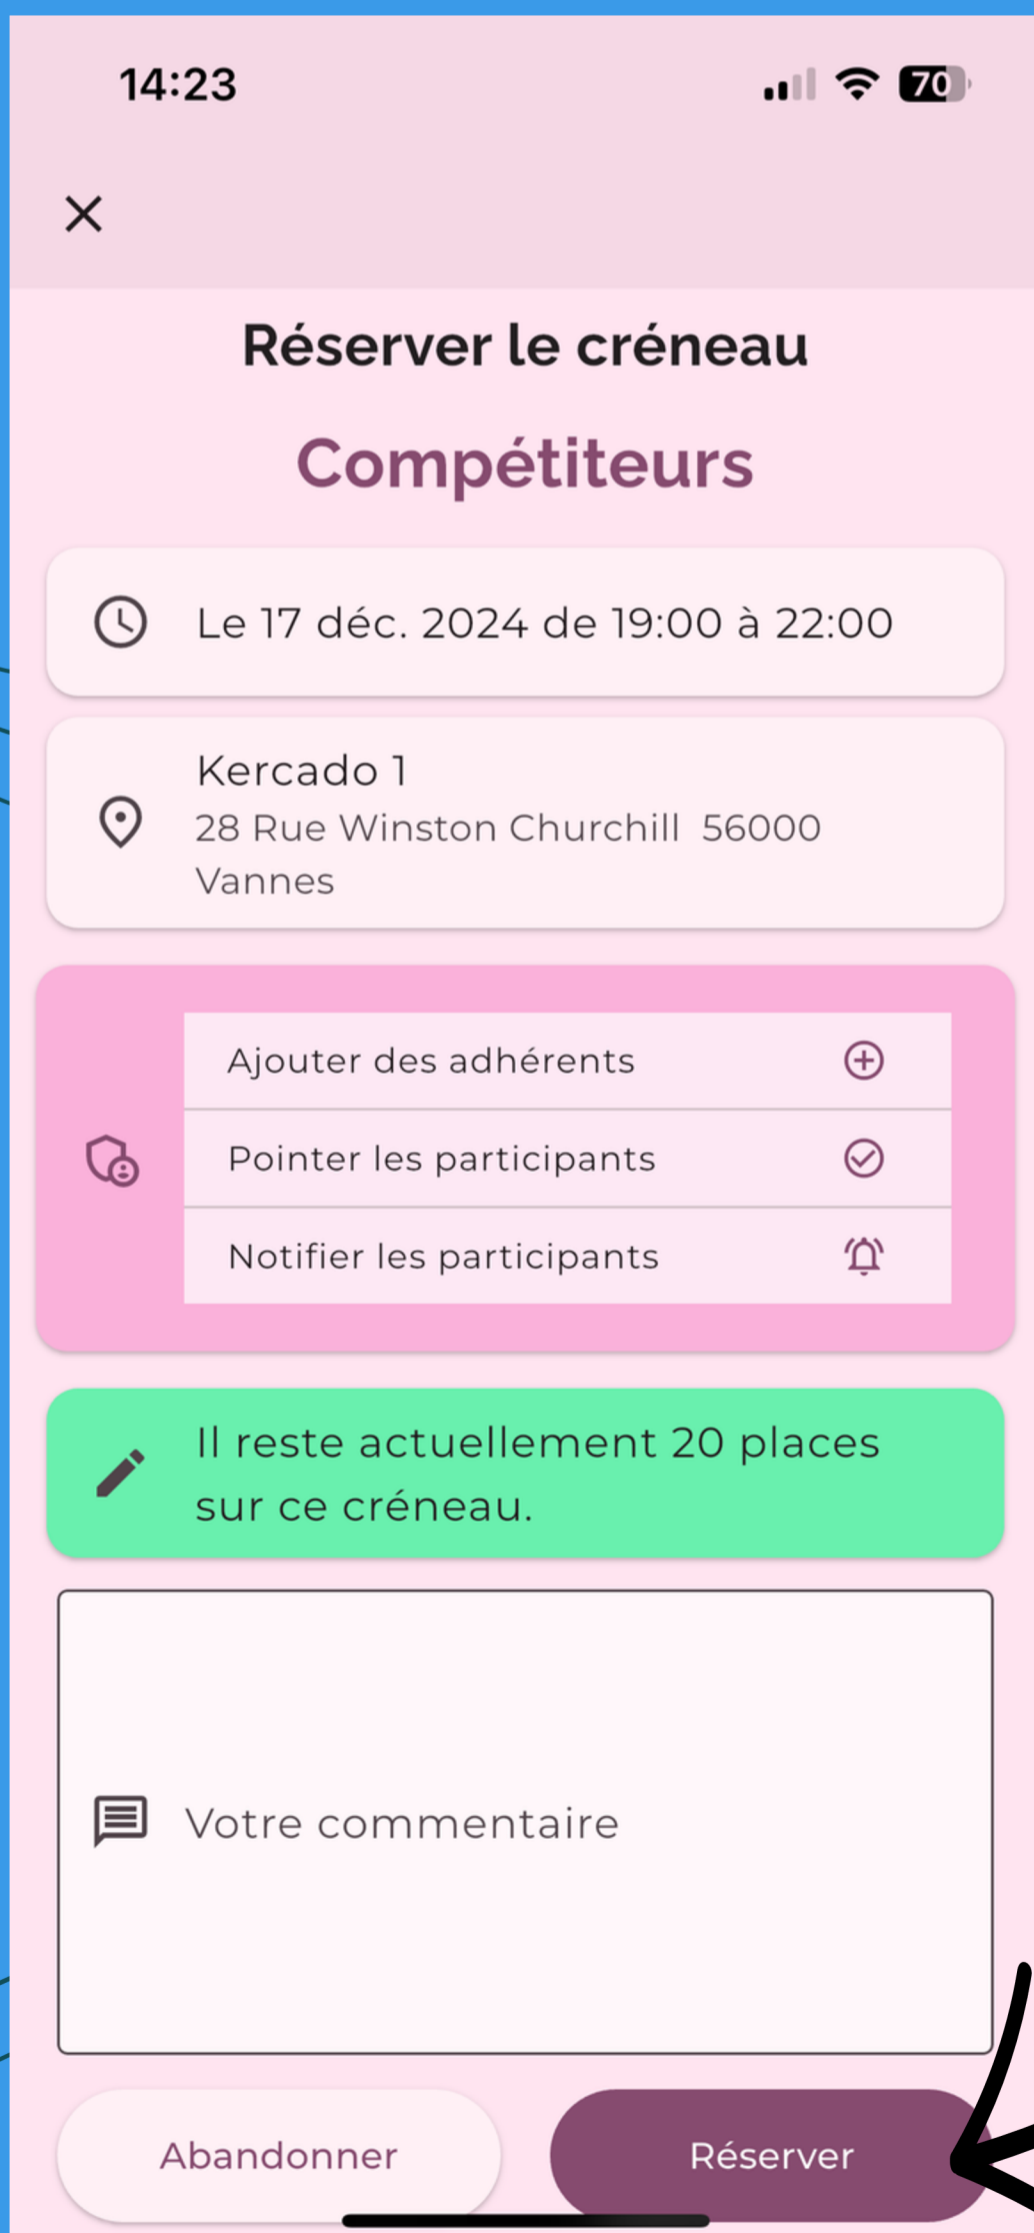 14:23
70
Réserver le créneau
Compétiteurs
Le 17 déc. 2024 de 19:00 à 22:00
Kercado 1
28 Rue Winston Churchill 56000
Vannes
Ajouter des adhérents
Pointer les participants
Notifier les participants
Il reste actuellement 20 places
sur ce créneau.
Votre commentaire
Abandonner
Réserver